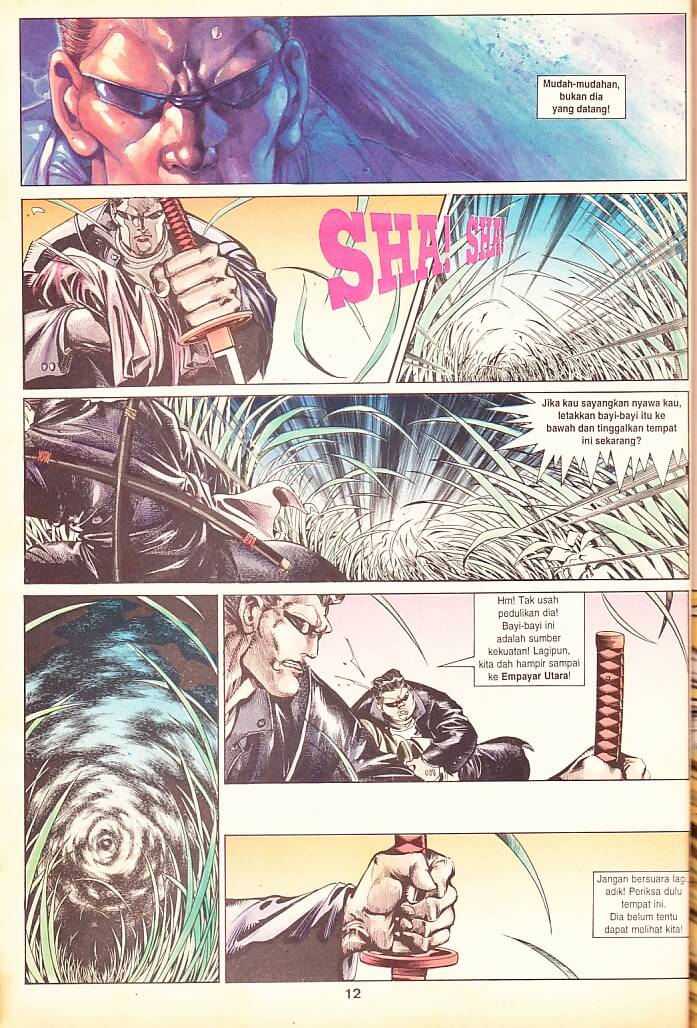 Mudah-mudahan,
bukan dia
yang datang!
SHA! SHA!
Jika kau sayangkan nyawa kau,
letakkan bayi-bayi itu ke
bawah dan tinggalkan tempat
ini sekarang?
Hm! Tak usah
pedulikan dia!
Bayi-bayi ini
adalah sumber
kekuatan! Lagipun,
kita dah hampir sampai
ke Empayar Utara!
Jangan bersuara lagi
adik! Periksa dulu
tempat ini.
Dia belum tentu
dapat melihat kita!
12